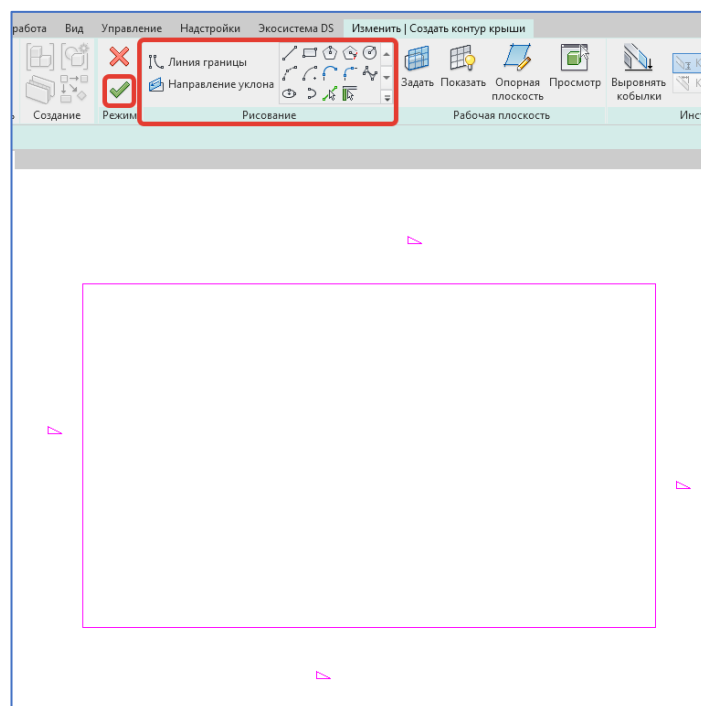 работа Вид Управление Надстройки Экосистема DS Изменить | Создать контур крыши
Линия границы
Направление уклона
Задать Показать Опорная плоскость Просмотр Выровнять кобылки
Создание Режим Рисование Рабочая плоскость